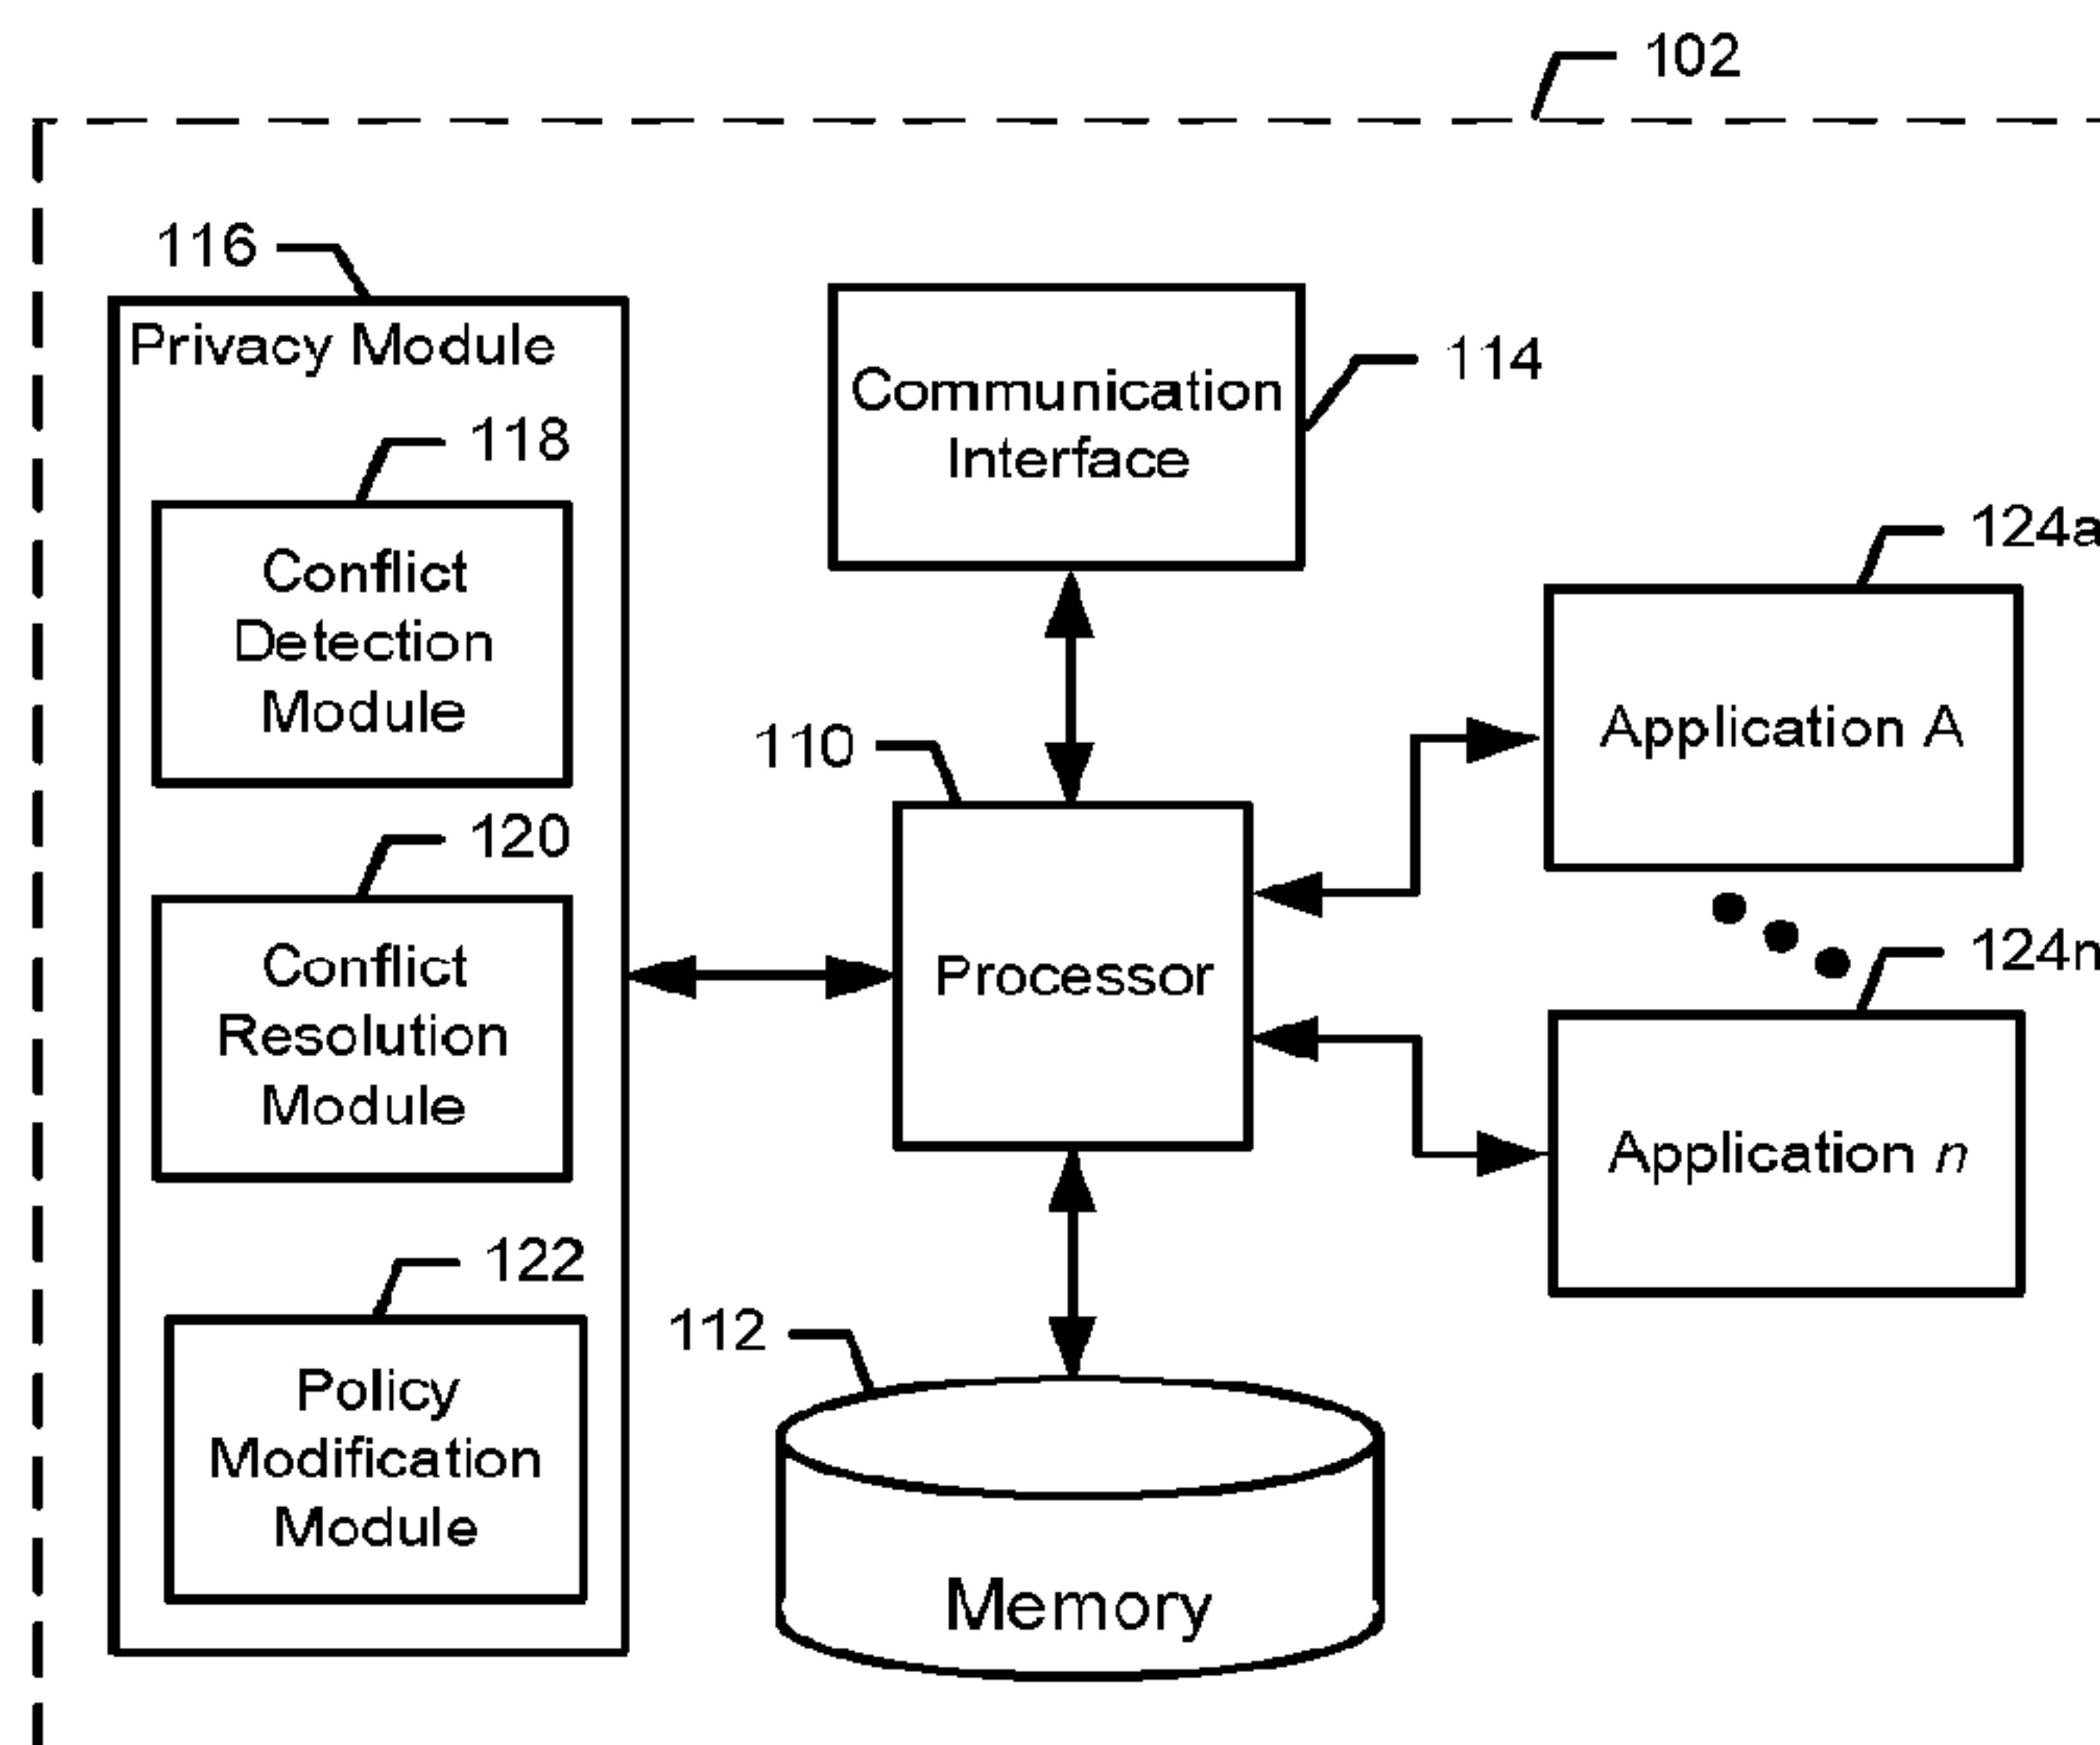 102
116
Privacy Module
118
Conflict
Detection
Module
120
Conflict
Resolution
Module
122
Policy
Modification
Module
Communication
Interface
114
110
Processor
112
Memory
124a
Application A
124n
Application n